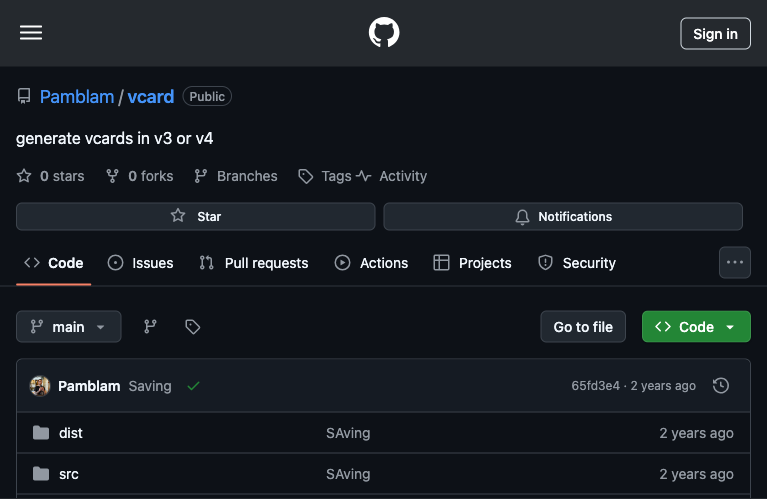 Sign in
Pamblam / vcard Public
generate vcards in v3 or v4
0 stars 0 forks Branches Tags Activity
Star Notifications
Code Issues Pull requests Actions Projects Security
main Go to file Code
Pamblam Saving 65fd3e4 · 2 years ago
dist SAving 2 years ago
src SAving 2 years ago